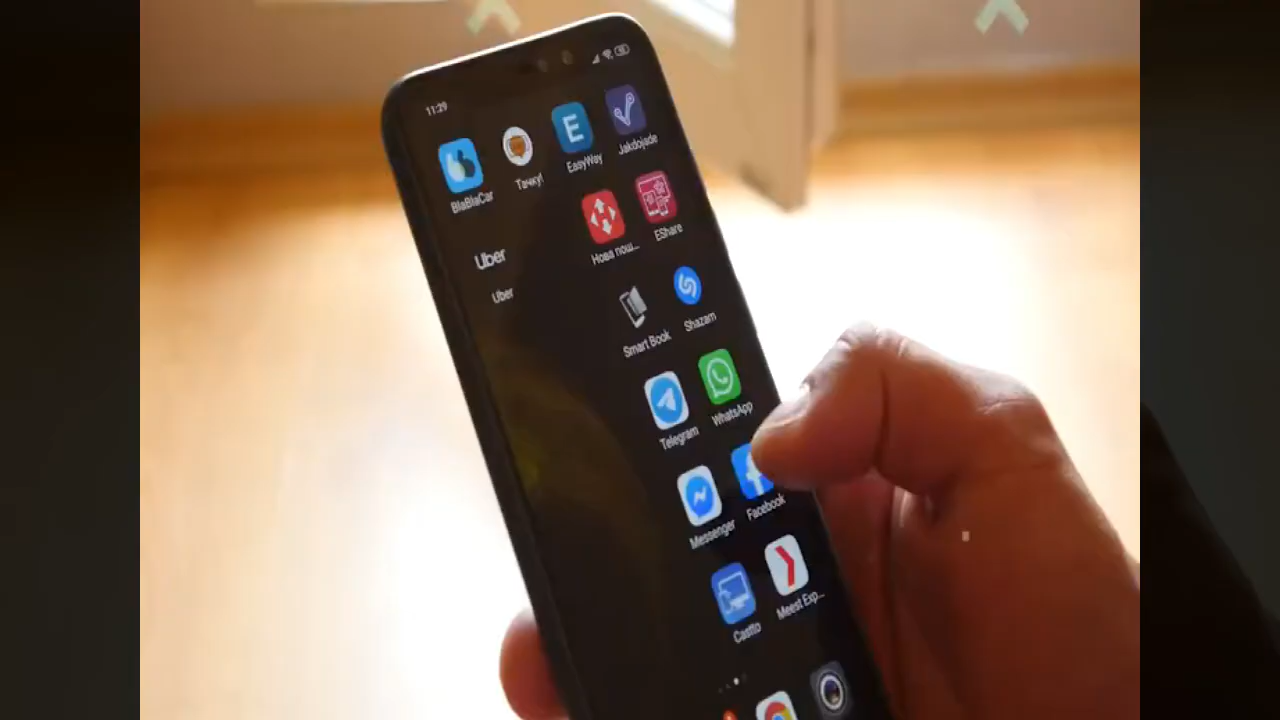 11:29
BlaBlaCar
Тачку!
E
EasyWay
Jakdojade
Uber
Uber
Нова пош...
EShare
Smart Book
Shazam
Telegram
WhatsApp
Messenger
Facebook
Castto
Meest Exp...